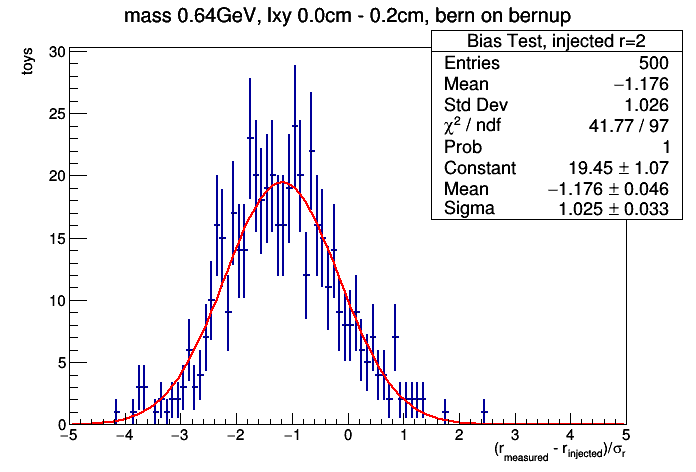 mass 0.64GeV, lxy 0.0cm - 0.2cm, bern on bernup
Bias Test, injected r=2
Entries 500
Mean −1.176
Std Dev 1.026
χ² / ndf 41.77 / 97
Prob 1
Constant 19.45 ± 1.07
Mean −1.176 ± 0.046
Sigma 1.025 ± 0.033
toys
30
25
20
15
10
5
0
−5 −4 −3 −2 −1 0 1 2 3 4 5
(r_measured - r_injected)/σ_r